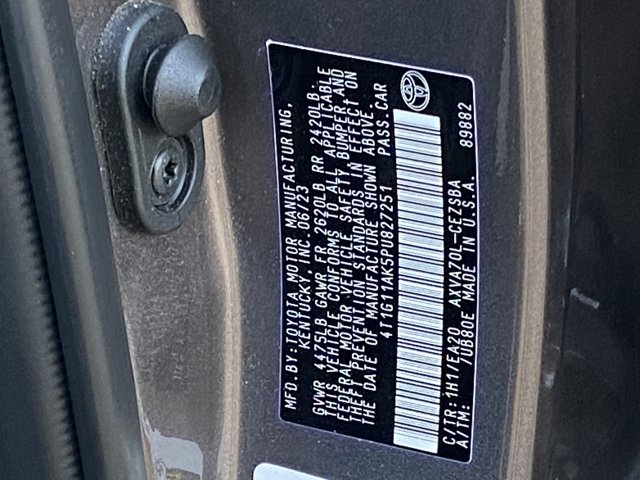 MFD.BY:TOYOTA MOTOR MANUFACTURING,
KENTUCKY, INC. 06/23
GVWR 4475LB GAWR FR 2620LB RR 2420LB
THIS VEHICLE CONFORMS TO ALL APPLICABLE
FEDERAL MOTOR VEHICLE SAFETY, BUMPER AND
THEFT PREVENTION STANDARDS IN EFFECT ON
THE DATE OF MANUFACTURE SHOWN ABOVE.
4T1G11AK5PU827251 PASS.CAR
C/TR:1H1/EA20 AXVA70L-CEZSBA
A/TM: /UB80E MADE IN U.S.A. 89B82